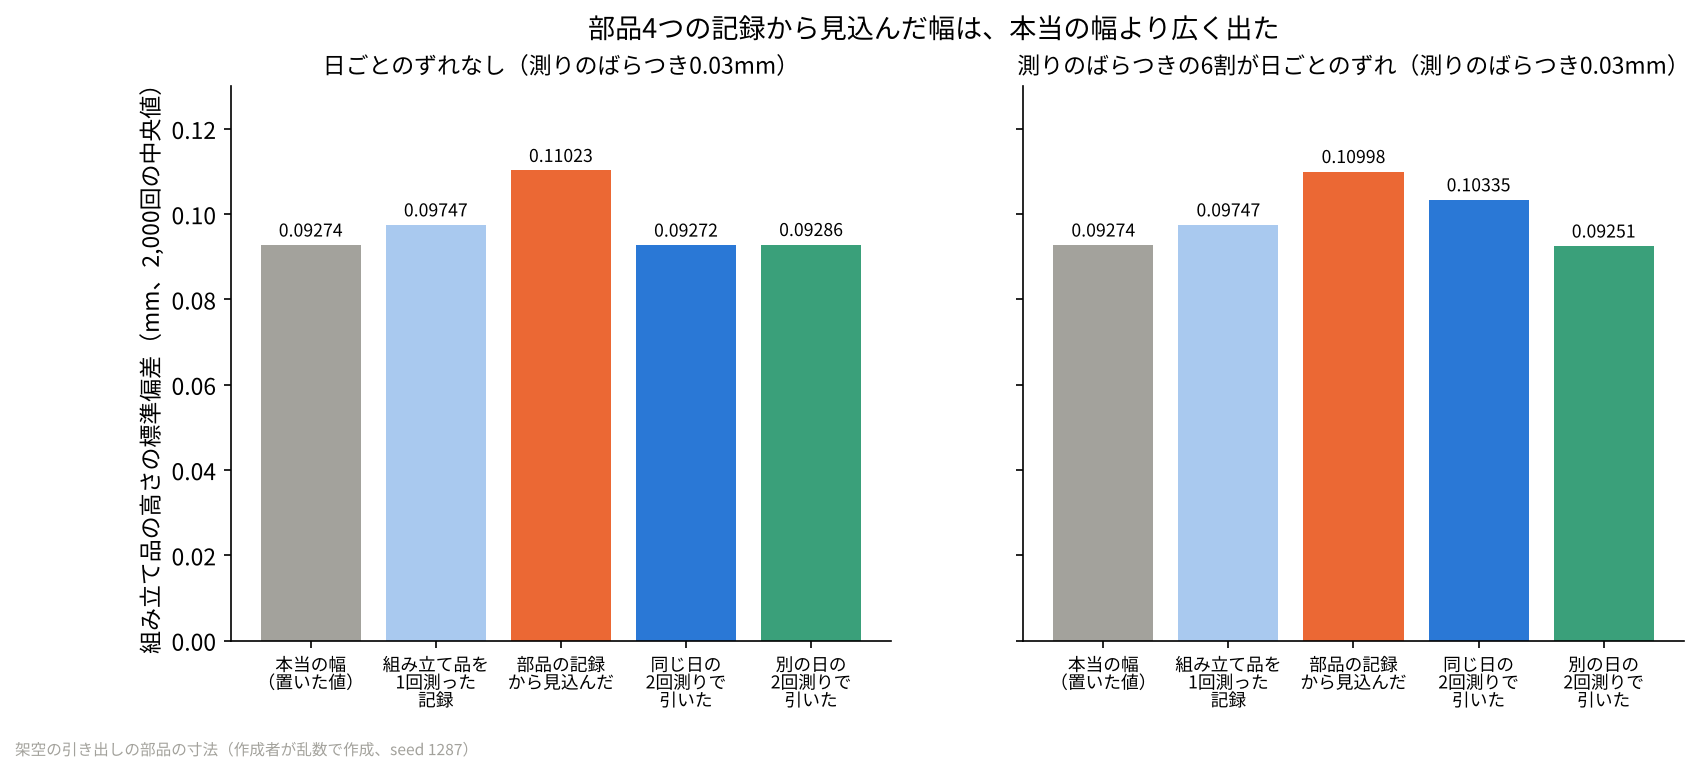 部品4つの記録から見込んだ幅は、本当の幅より広く出た
日ごとのずれなし（測りのばらつき0.03mm）
組み立て品の高さの標準偏差（mm、2,000回の中央値）
0.12
0.10
0.08
0.06
0.04
0.02
0.00
0.09274
0.09747
0.11023
0.09272
0.09286
本当の幅
（置いた値）
組み立て品を
1回測った
記録
部品の記録
から見込んだ
同じ日の
2回測りで
引いた
別の日の
2回測りで
引いた
測りのばらつきの6割が日ごとのずれ（測りのばらつき0.03mm）
0.09274
0.09747
0.10998
0.10335
0.09251
本当の幅
（置いた値）
組み立て品を
1回測った
記録
部品の記録
から見込んだ
同じ日の
2回測りで
引いた
別の日の
2回測りで
引いた
架空の引き出しの部品の寸法（作成者が乱数で作成、seed 1287）